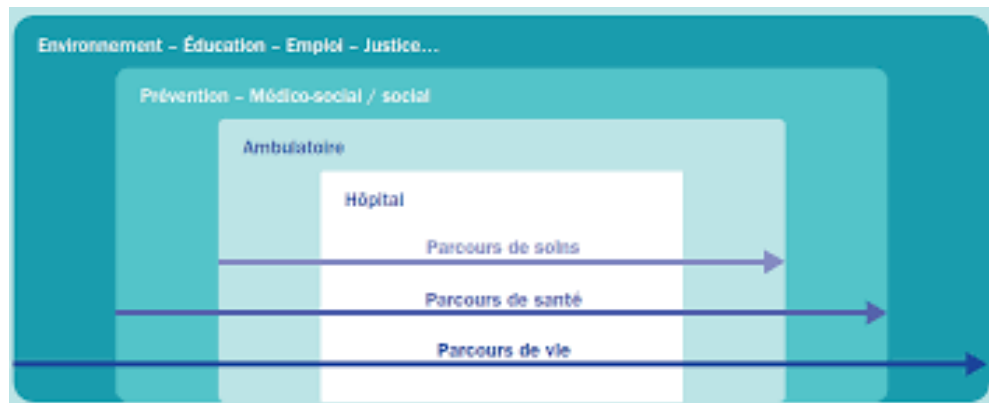 Environnement – Éducation – Emploi – Justice...
Prévention – Médico-social / social
Ambulatoire
Hôpital
Parcours de soins
Parcours de santé
Parcours de vie